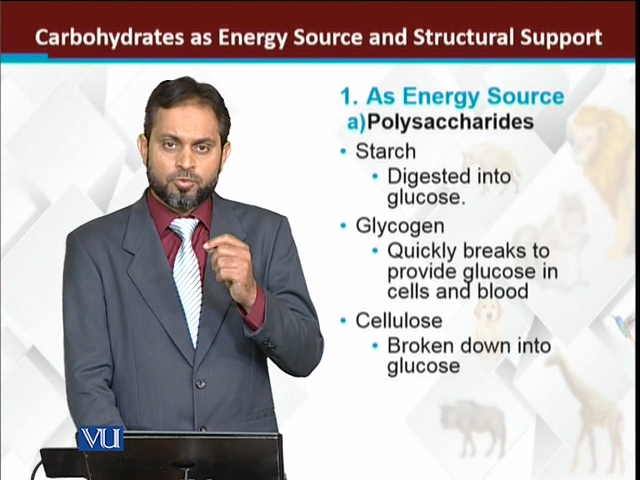 Carbohydrates as Energy Source and Structural Support
1. As Energy Source
a)Polysaccharides
• Starch
• Digested into
glucose.
• Glycogen
• Quickly breaks to
provide glucose in
cells and blood
• Cellulose
• Broken down into
glucose
VU